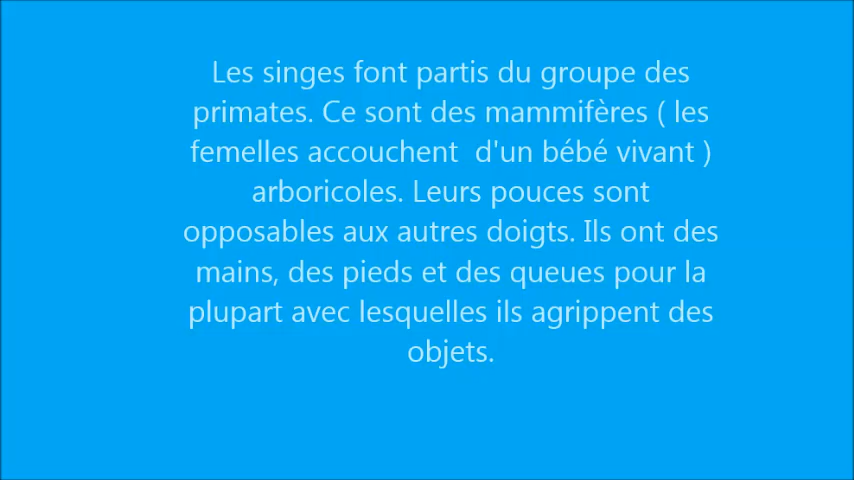 Les singes font partis du groupe des
primates. Ce sont des mammifères ( les
femelles accouchent  d'un bébé vivant )
arboricoles. Leurs pouces sont
opposables aux autres doigts. Ils ont des
mains, des pieds et des queues pour la
plupart avec lesquelles ils agrippent des
objets.